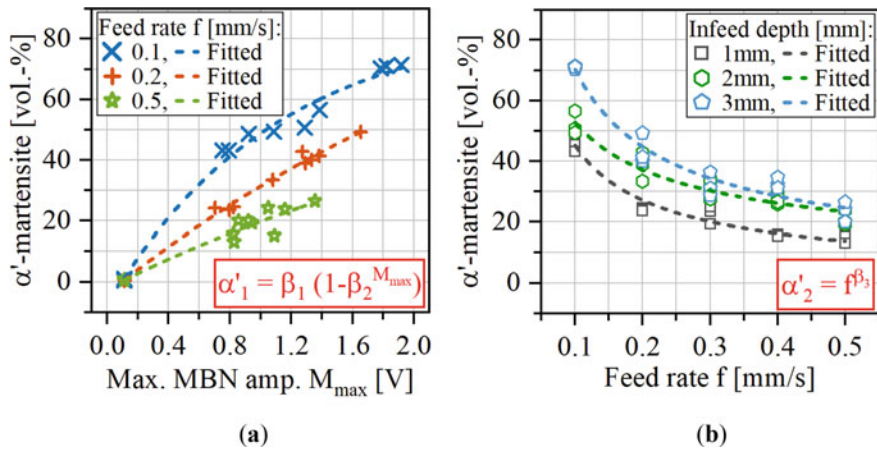 Feed rate f [mm/s]:
0.1, Fitted
0.2, Fitted
0.5, Fitted
α'-martensite [vol.-%]
80
60
40
20
0
α'₁ = β₁ (1-β₂^Mmax)
0.0 0.4 0.8 1.2 1.6 2.0
Max. MBN amp. Mmax [V]
(a)
Infeed depth [mm]:
1mm, Fitted
2mm, Fitted
3mm, Fitted
α'-martensite [vol.-%]
80
60
40
20
0
α'₂ = f^β₃
0.1 0.2 0.3 0.4 0.5
Feed rate f [mm/s]
(b)